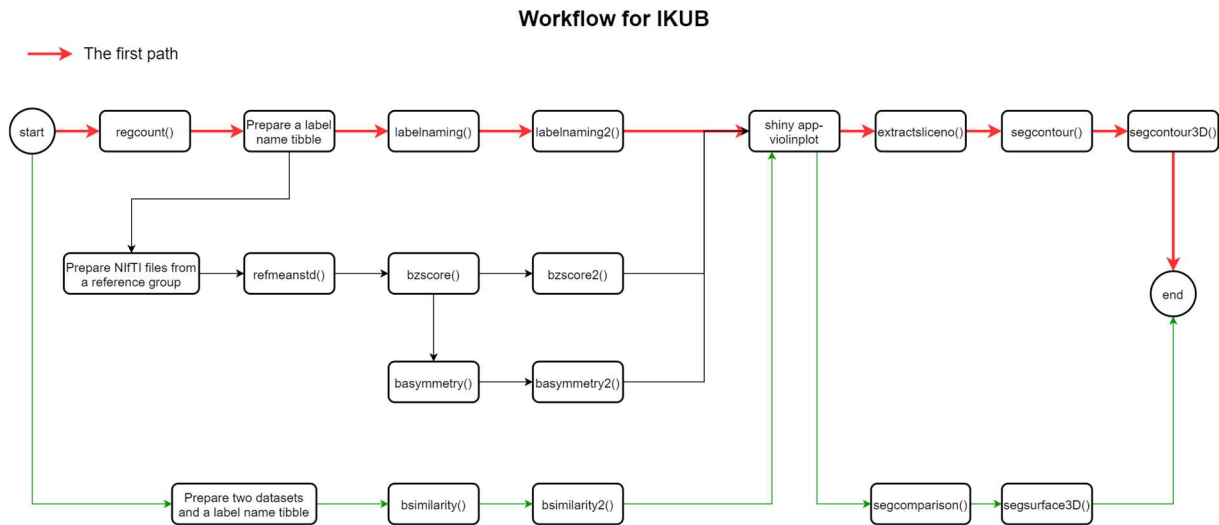 Workflow for IKUB
The first path
start
regcount()
Prepare a label
name tibble
labelnaming()
labelnaming2()
shiny app-
violinplot
extractsliceno()
segcontour()
segcontour3D()
Prepare NIfTI files from
a reference group
refmeanstd()
bzscore()
bzscore2()
end
basymmetry()
basymmetry2()
Prepare two datasets
and a label name tibble
bsimilarity()
bsimilarity2()
segcomparison()
segsurface3D()